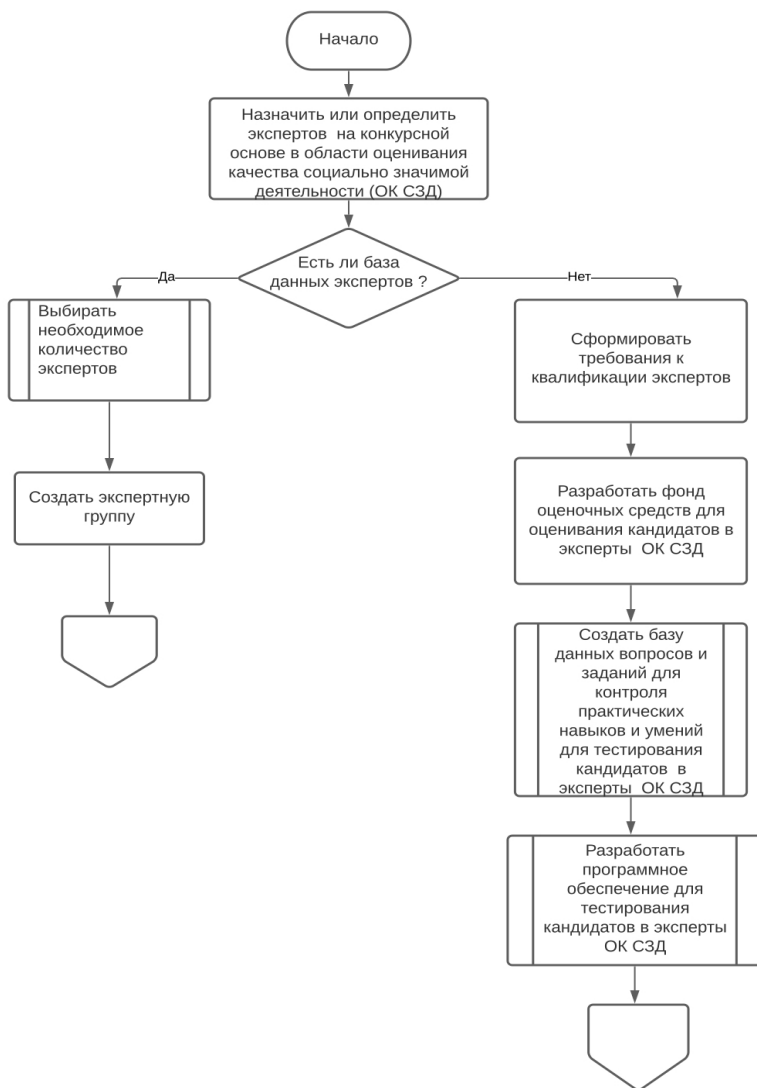 Начало
Назначить или определить
экспертов на конкурсной
основе в области оценивания
качества социально значимой
деятельности (ОК СЗД)
Есть ли база
данных экспертов ?
Да
Нет
Выбирать
необходимое
количество
экспертов
Создать экспертную
группу
Сформировать
требования к
квалификации экспертов
Разработать фонд
оценочных средств для
оценивания кандидатов в
эксперты ОК СЗД
Создать базу
данных вопросов и
заданий для
контроля
практических
навыков и умений
для тестирования
кандидатов в
эксперты ОК СЗД
Разработать
программное
обеспечение для
тестирования
кандидатов в эксперты
ОК СЗД